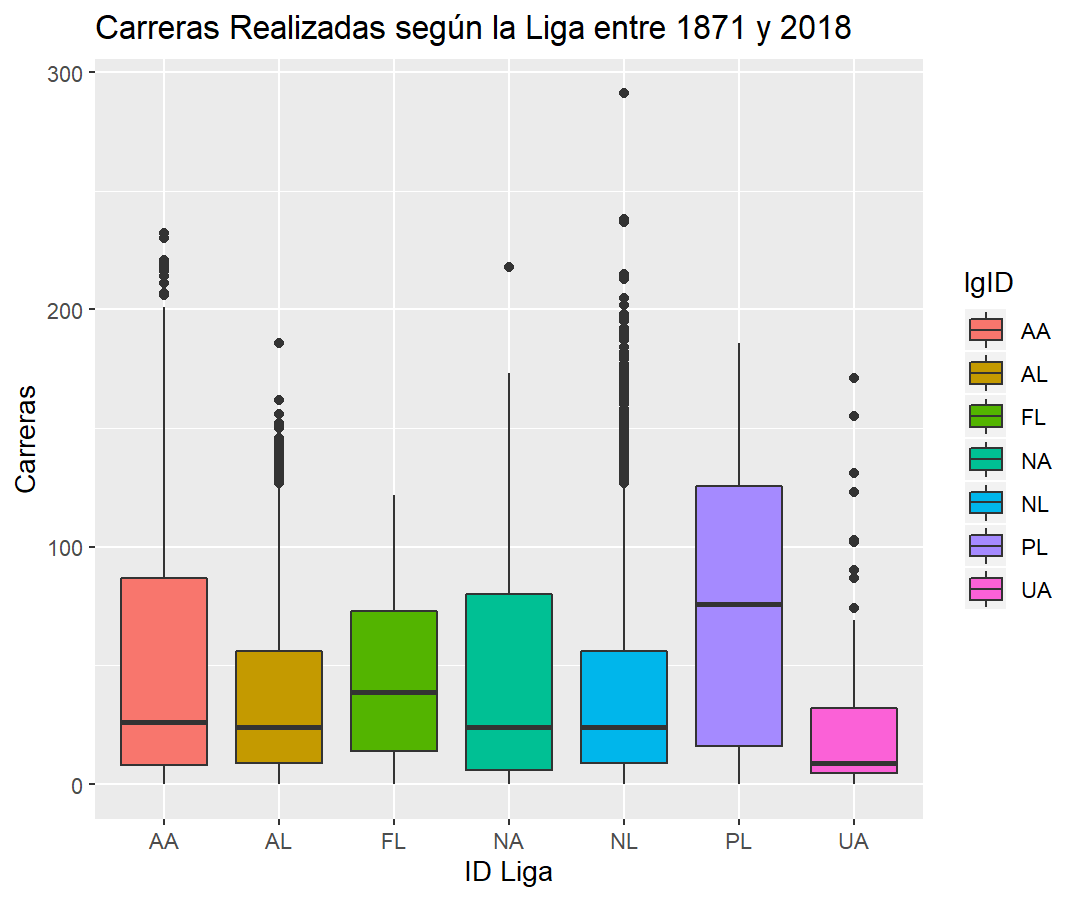 Carreras Realizadas según la Liga entre 1871 y 2018
300
200
100
0
Carreras
AA
AL
FL
NA
NL
PL
UA
ID Liga
lgID
AA
AL
FL
NA
NL
PL
UA